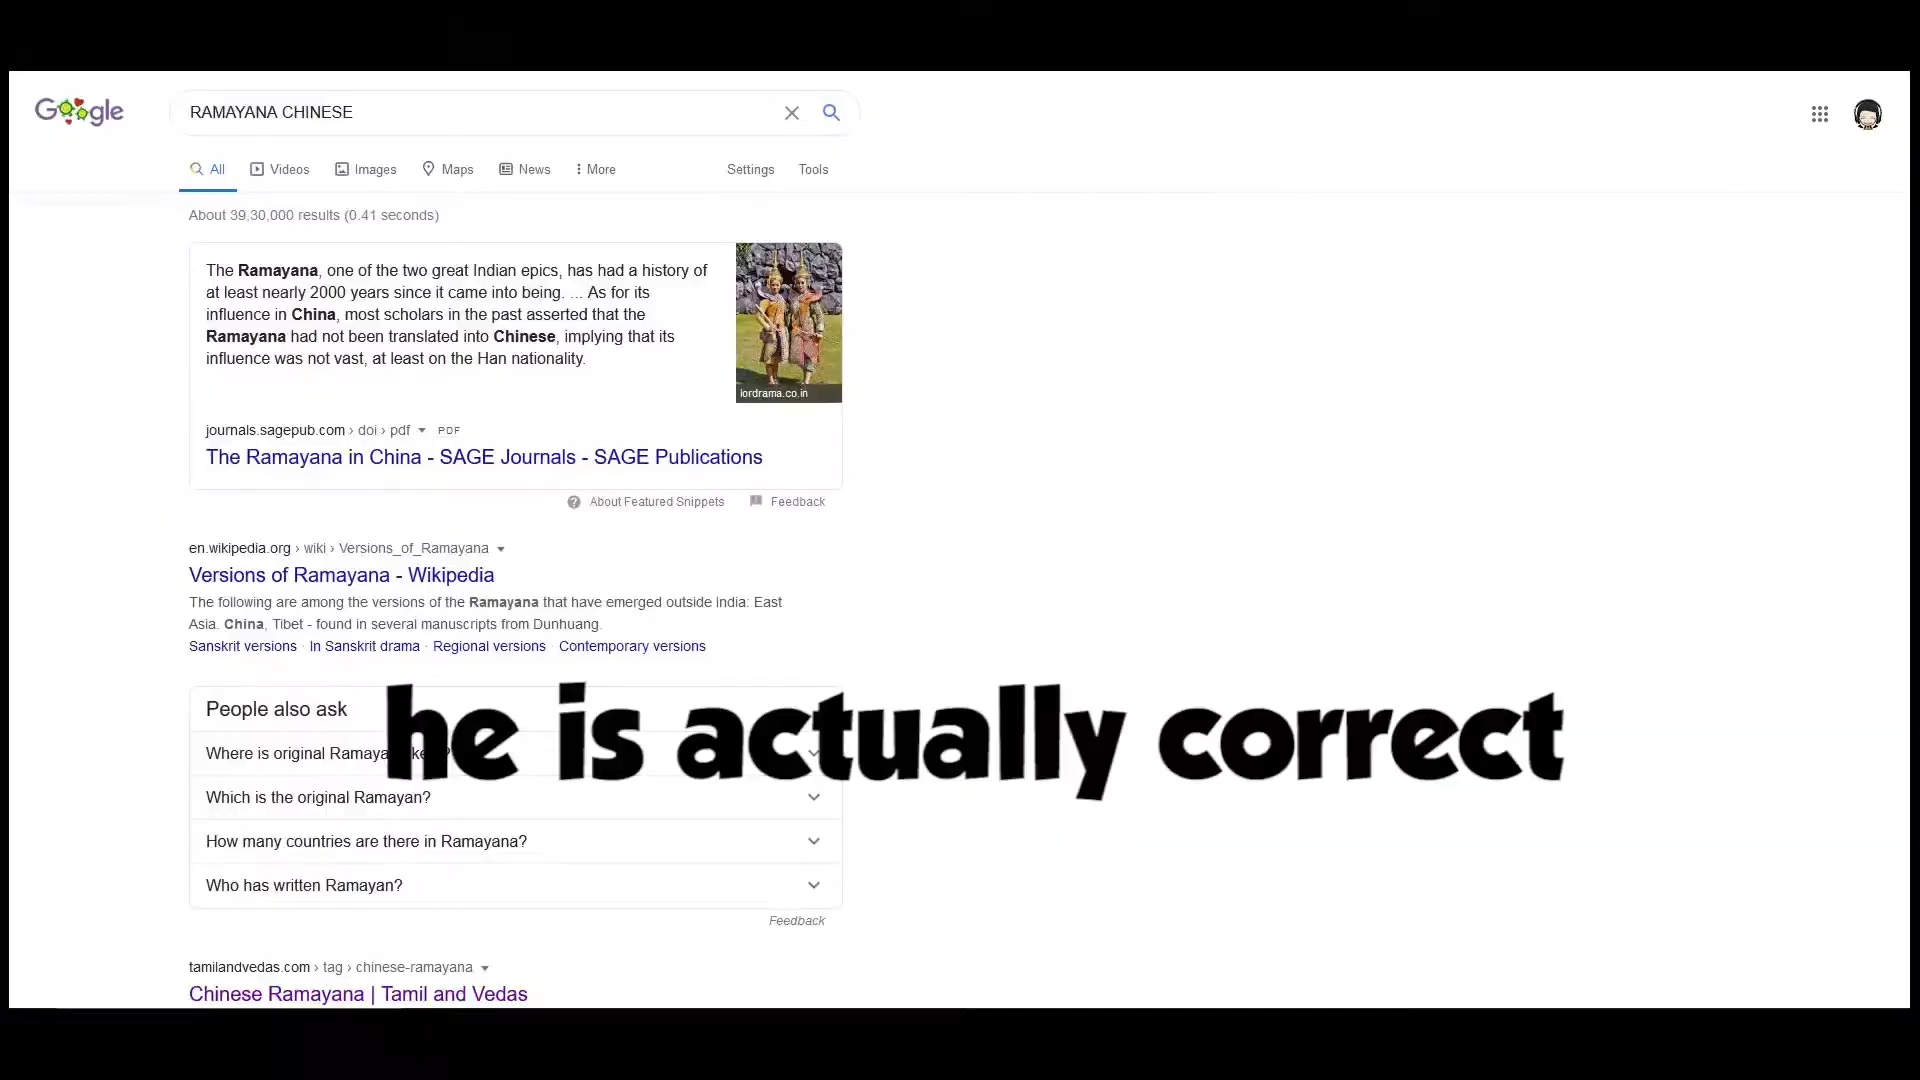 Google
RAMAYANA CHINESE
All Videos Images Maps News More Settings Tools
About 39,30,000 results (0.41 seconds)
The Ramayana, one of the two great Indian epics, has had a history of
at least nearly 2000 years since it came into being. ... As for its
influence in China, most scholars in the past asserted that the
Ramayana had not been translated into Chinese, implying that its
influence was not vast, at least on the Han nationality.
lordrama.co.in
journals.sagepub.com › doi › pdf PDF
The Ramayana in China - SAGE Journals - SAGE Publications
About Featured Snippets Feedback
en.wikipedia.org › wiki › Versions_of_Ramayana
Versions of Ramayana - Wikipedia
The following are among the versions of the Ramayana that have emerged outside India: East
Asia. China, Tibet - found in several manuscripts from Dunhuang.
Sanskrit versions · In Sanskrit drama · Regional versions · Contemporary versions
People also ask
he is actually correct
Where is original
Which is the original Ramayan?
How many countries are there in Ramayana?
Who has written Ramayan?
Feedback
tamilandvedas.com › tag › chinese-ramayana
Chinese Ramayana | Tamil and Vedas